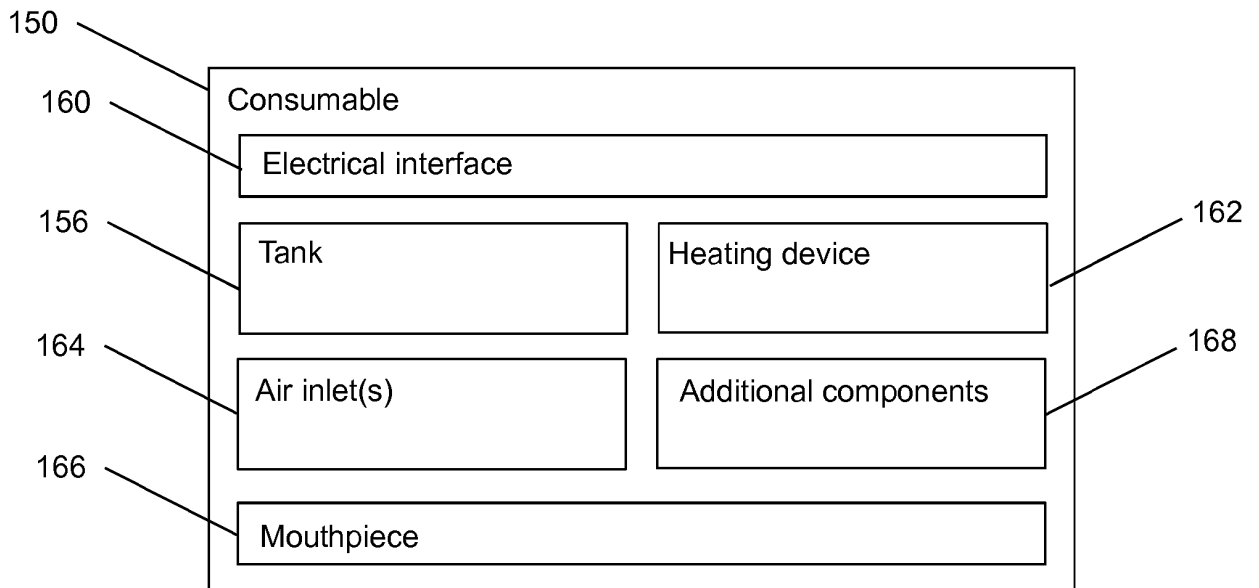 150
Consumable
160
Electrical interface
156
Tank
Heating device
162
164
Air inlet(s)
Additional components
168
166
Mouthpiece